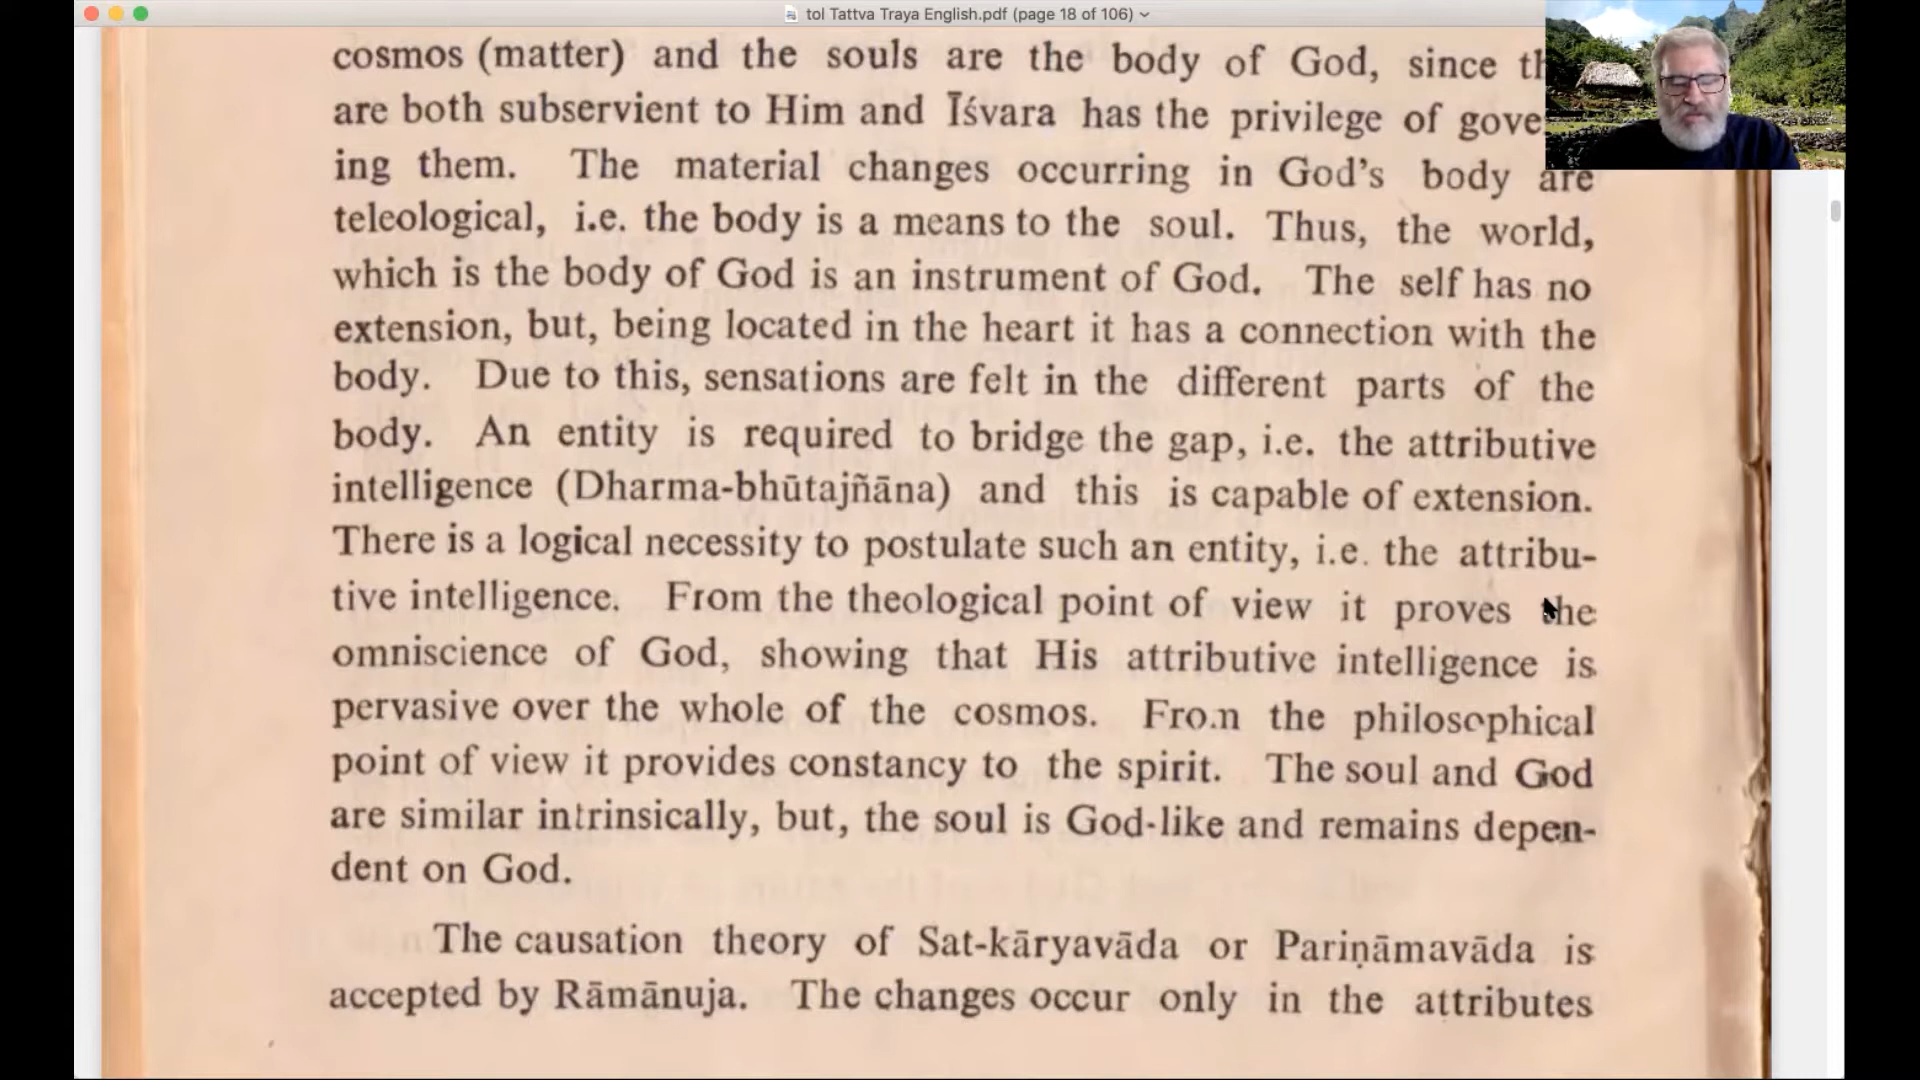 tol Tattva Traya English.pdf (page 18 of 106)
cosmos (matter) and the souls are the body of God, since
are both subservient to Him and Īśvara has the privilege of
ing them. The material changes occurring in God's body are
teleological, i.e. the body is a means to the soul. Thus, the world,
which is the body of God is an instrument of God. The self has no
extension, but, being located in the heart it has a connection with the
body. Due to this, sensations are felt in the different parts of the
body. An entity is required to bridge the gap, i.e. the attributive
intelligence (Dharma-bhūtajñāna) and this is capable of extension.
There is a logical necessity to postulate such an entity, i.e. the attribu-
tive intelligence. From the theological point of view it proves the
omniscience of God, showing that His attributive intelligence is
pervasive over the whole of the cosmos. Fro.n the philosophical
point of view it provides constancy to the spirit. The soul and God
are similar intrinsically, but, the soul is God-like and remains depen-
dent on God.
The causation theory of Sat-kāryavāda or Pariṇāmavāda is
accepted by Rāmānuja. The changes occur only in the attributes